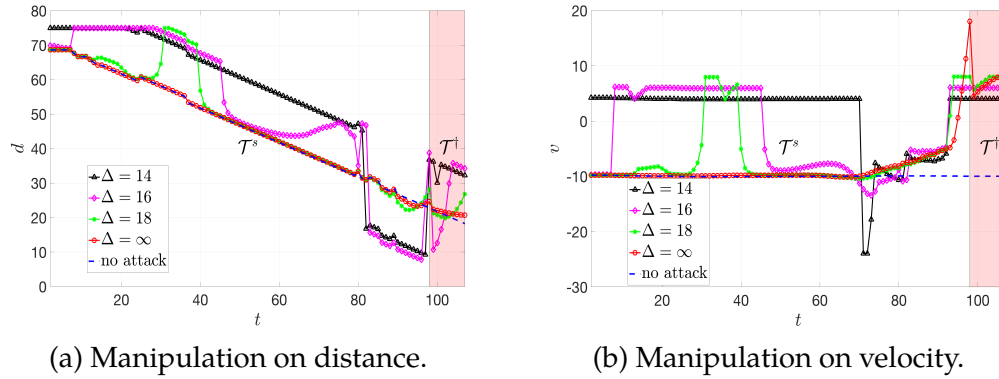 80
70
60
50
40
30
20
10
0
d
𝒯ˢ
𝒯†
Δ = 14
Δ = 16
Δ = 18
Δ = ∞
no attack
20 40 60 80 100
t
(a) Manipulation on distance.
20
10
0
-10
-20
-30
v
𝒯ˢ
𝒯†
Δ = 14
Δ = 16
Δ = 18
Δ = ∞
no attack
20 40 60 80 100
t
(b) Manipulation on velocity.